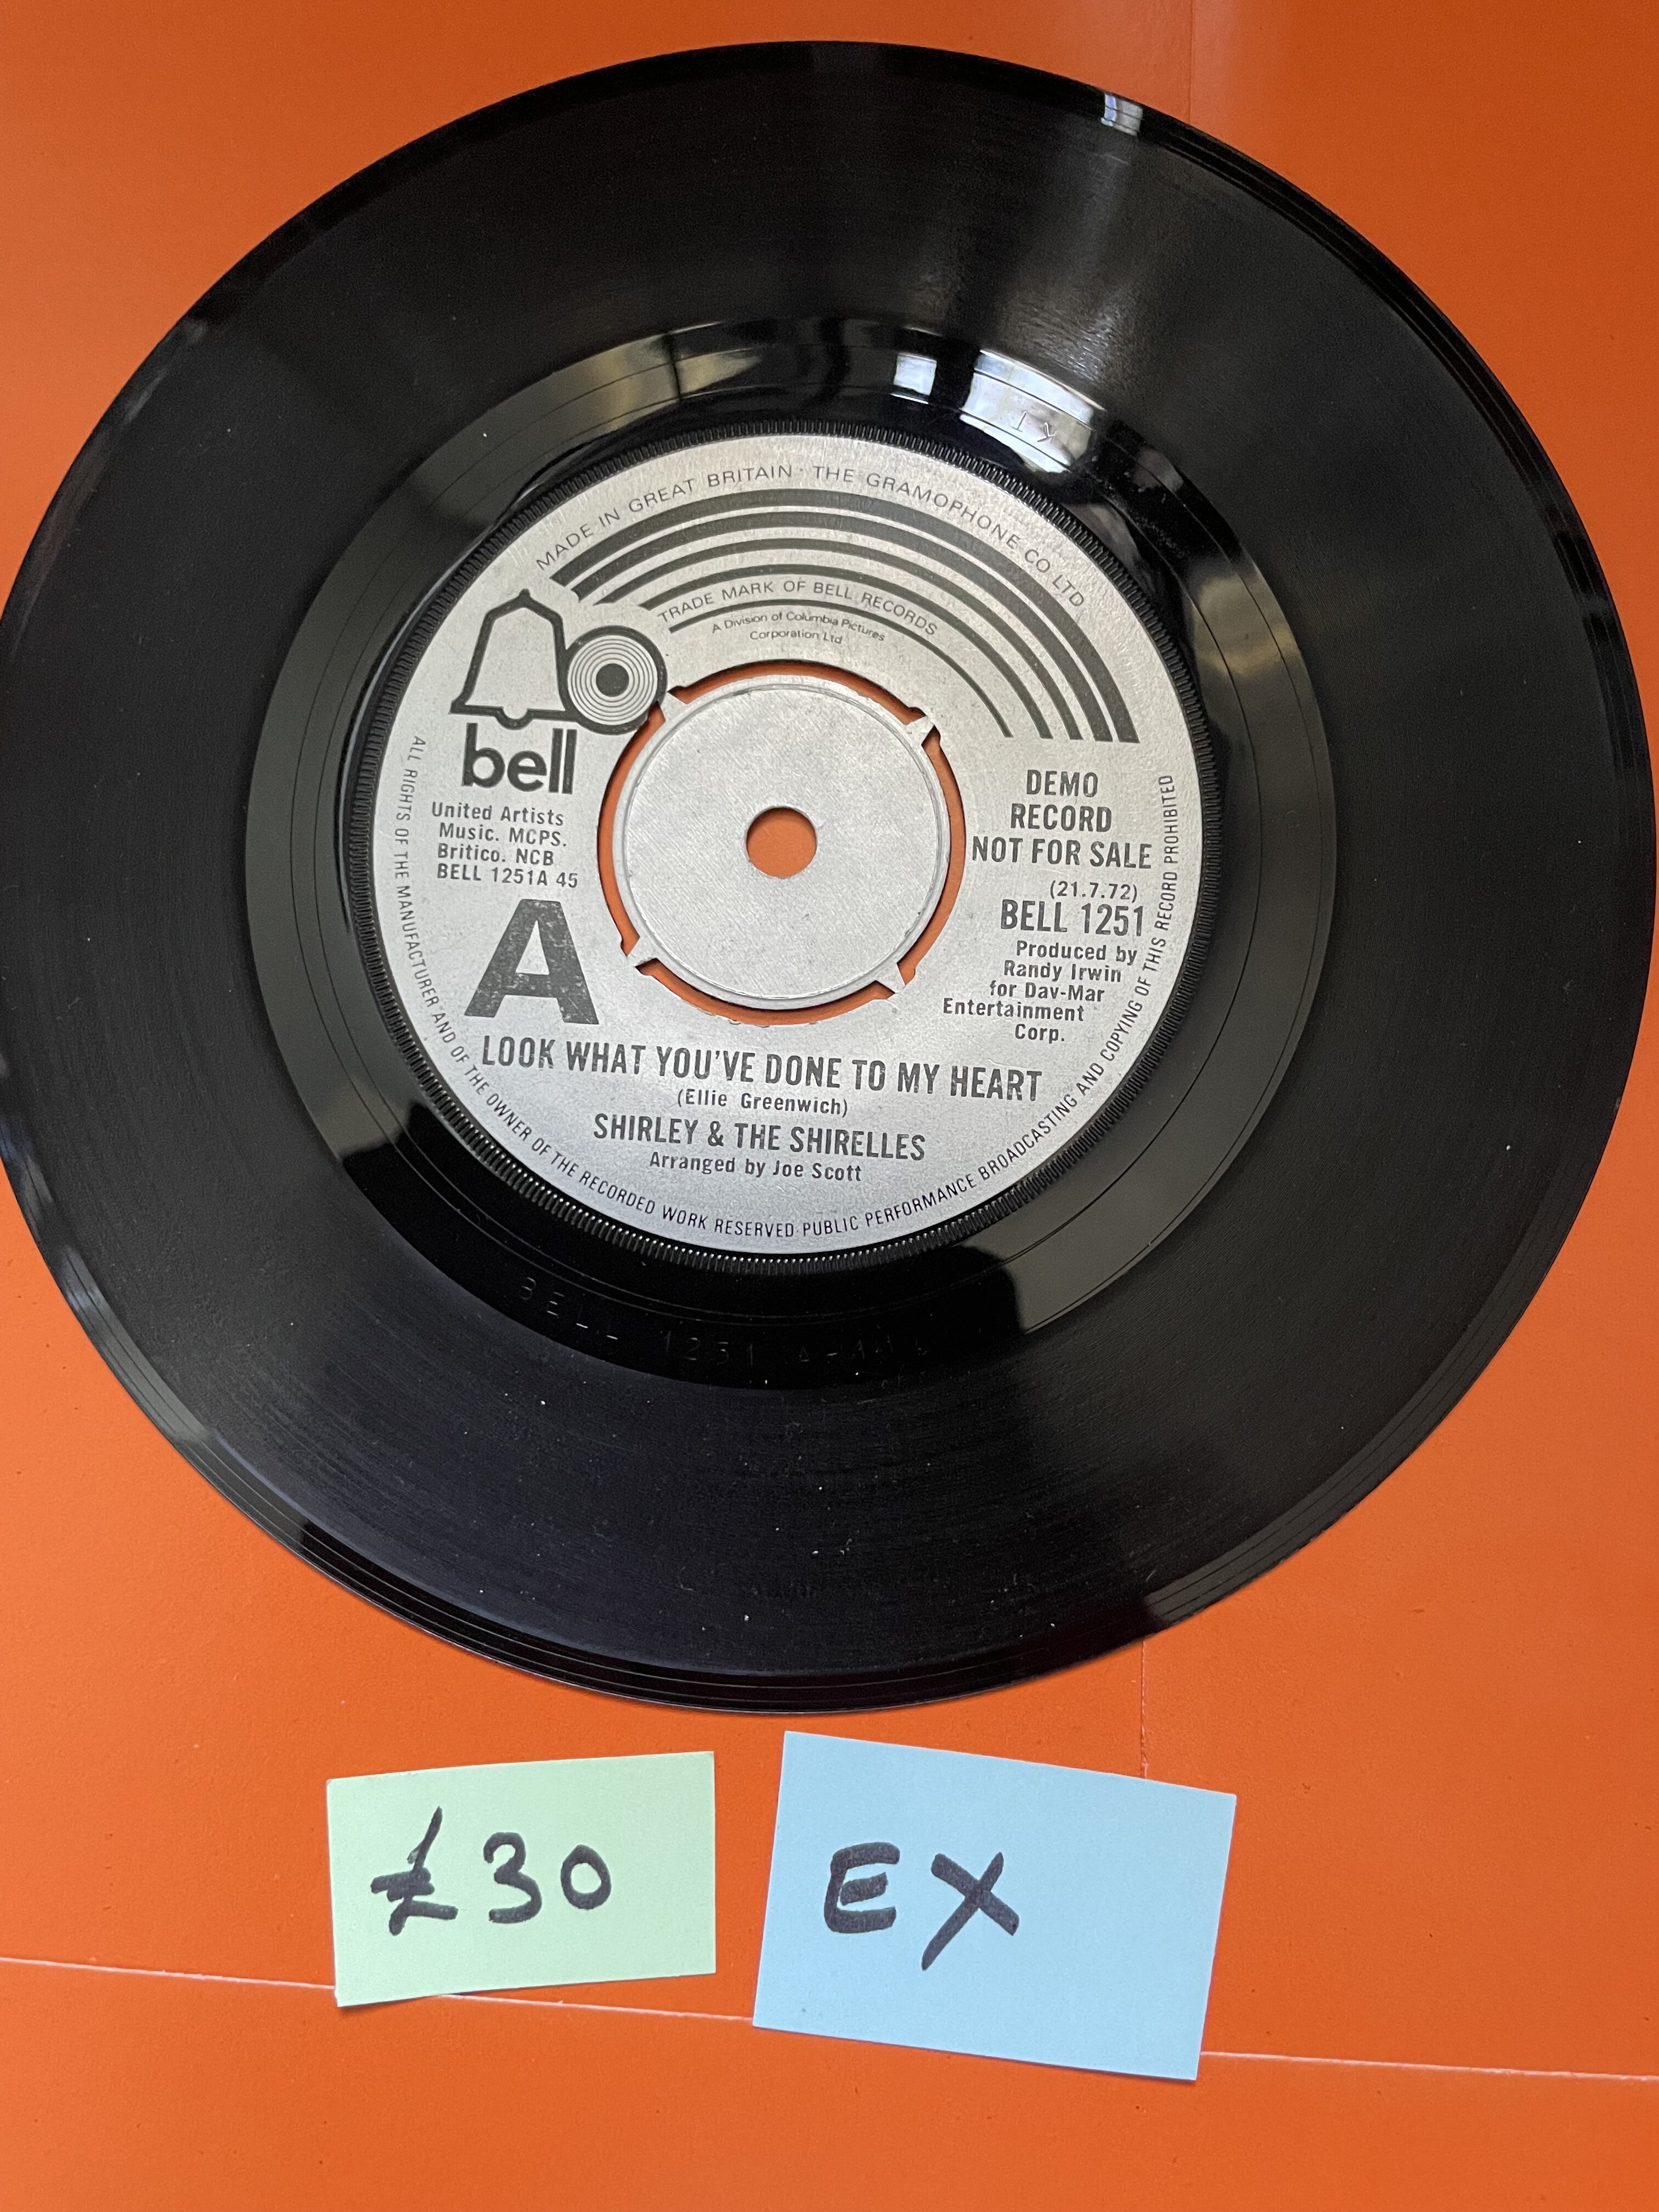 MADE IN GREAT BRITAIN · THE GRAMOPHONE CO LTD
TRADE MARK OF BELL RECORDS
A Division of Columbia Pictures
Corporation Ltd
bell
United Artists
Music. MCPS.
Britico. NCB
BELL 1251A 45
A
DEMO
RECORD
NOT FOR SALE
(21.7.72)
BELL 1251
Produced by
Randy Irwin
for Dav-Mar
Entertainment
Corp.
LOOK WHAT YOU'VE DONE TO MY HEART
(Ellie Greenwich)
SHIRLEY & THE SHIRELLES
Arranged by Joe Scott
ALL RIGHTS OF THE MANUFACTURER AND OF THE OWNER OF THE RECORDED WORK RESERVED·PUBLIC PERFORMANCE BROADCASTING AND COPYING OF THIS RECORD PROHIBITED
BELL 1251
£30
EX